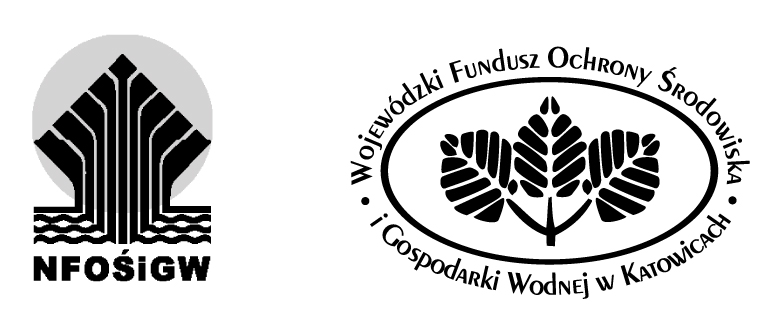 NFOŚiGW
Wojewódzki Fundusz Ochrony Środowiska
• i Gospodarki Wodnej w Katowicach •